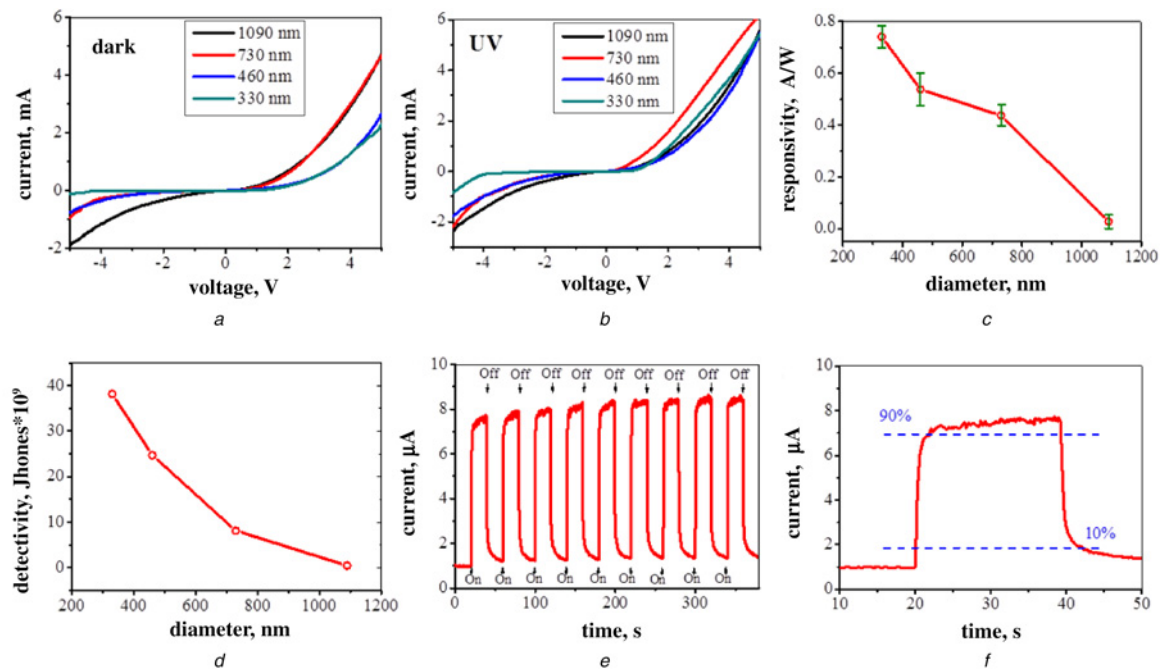 dark
1090 nm
730 nm
460 nm
330 nm
6
4
2
0
-2
-4 -2 0 2 4
current, mA
voltage, V
a
UV
1090 nm
730 nm
460 nm
330 nm
6
4
2
0
-2
-4 -2 0 2 4
current, mA
voltage, V
b
0.8
0.6
0.4
0.2
0.0
200 400 600 800 1000 1200
responsivity, A/W
diameter, nm
c
40
30
20
10
0
200 400 600 800 1000 1200
detectivity, Jhones*10⁹
diameter, nm
d
10
8
6
4
2
0
Off Off Off Off Off Off Off Off Off
On On On On On On On On On
0 100 200 300
current, µA
time, s
e
10
8
6
4
2
0
90%
10%
10 20 30 40 50
current, µA
time, s
f